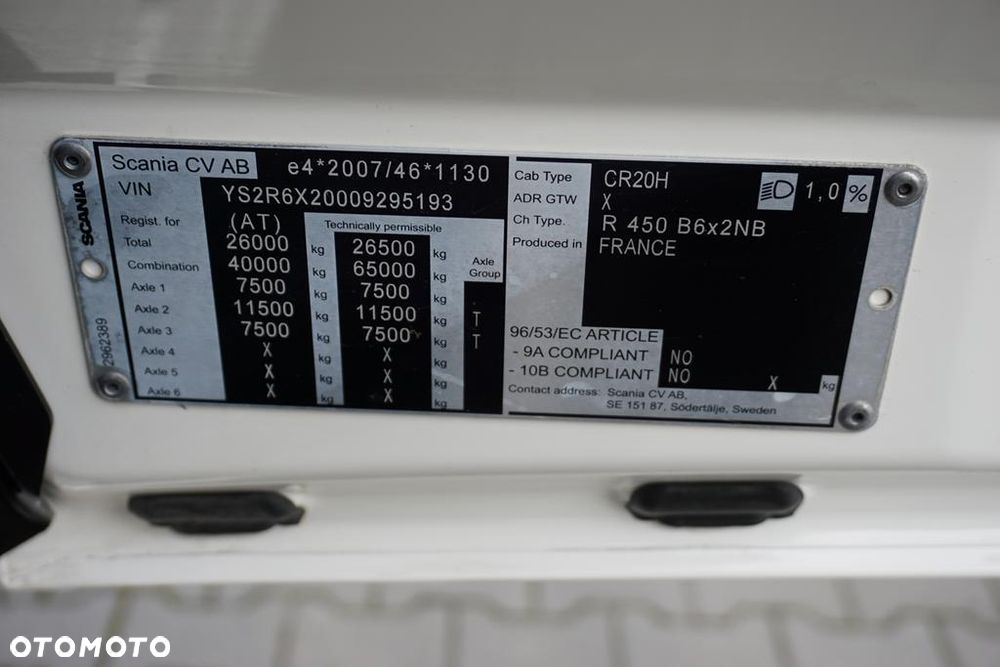 Scania CV AB e4*2007/46*1130
VIN YS2R6X20009295193
Regist. for (AT) Technically permissible
Total 26000 kg 26500 kg Axle Group
Combination 40000 kg 65000 kg
Axle 1 7500 kg 7500 kg
Axle 2 11500 kg 11500 kg T
Axle 3 7500 kg 7500 kg T
Axle 4 X kg X kg
Axle 5 X kg X kg
Axle 6 X kg X kg
SCANIA
2962389
Cab Type CR20H 1,0 %
ADR GTW X
Ch Type. R 450 B6x2NB
Produced in FRANCE
96/53/EC ARTICLE
- 9A COMPLIANT NO
- 10B COMPLIANT NO X kg
Contact address: Scania CV AB,
SE 151 87, Södertälje, Sweden
OTOMOTO